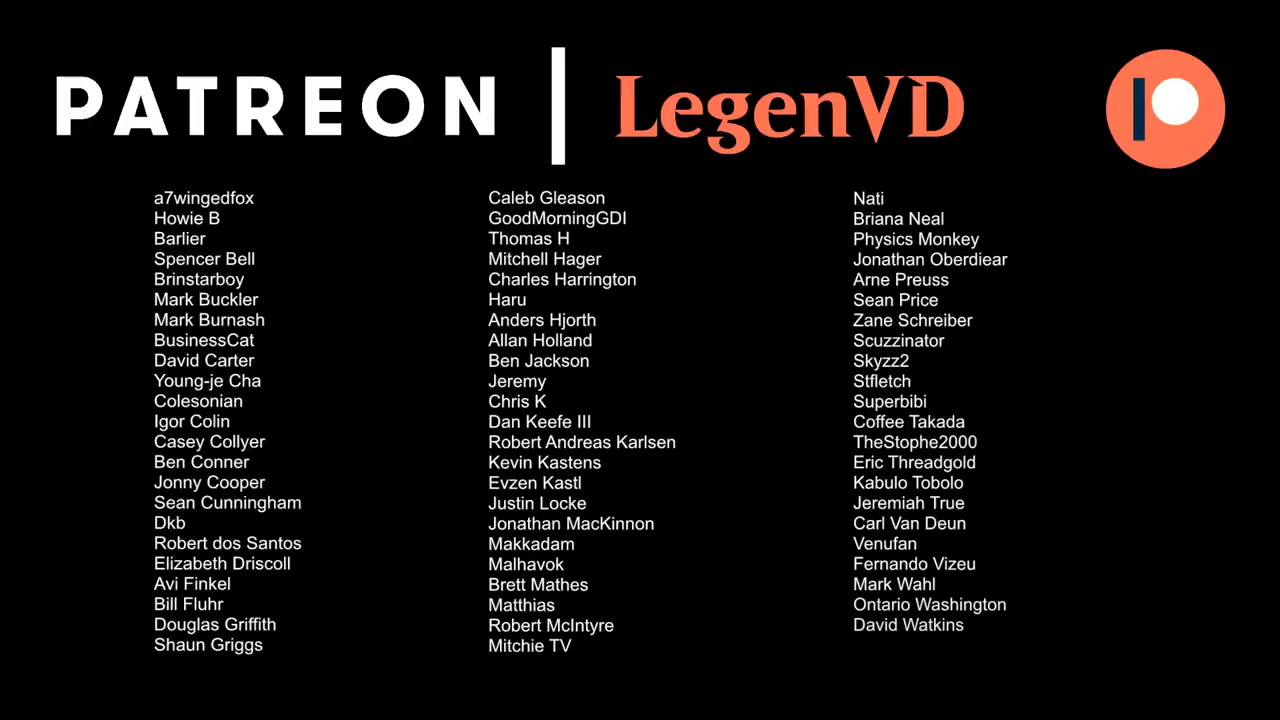 PATREON | LegenVD
a7wingedfox
Howie B
Barlier
Spencer Bell
Brinstarboy
Mark Buckler
Mark Burnash
BusinessCat
David Carter
Young-je Cha
Colesonian
Igor Colin
Casey Collyer
Ben Conner
Jonny Cooper
Sean Cunningham
Dkb
Robert dos Santos
Elizabeth Driscoll
Avi Finkel
Bill Fluhr
Douglas Griffith
Shaun Griggs
Caleb Gleason
GoodMorningGDI
Thomas H
Mitchell Hager
Charles Harrington
Haru
Anders Hjorth
Allan Holland
Ben Jackson
Jeremy
Chris K
Dan Keefe III
Robert Andreas Karlsen
Kevin Kastens
Evzen Kastl
Justin Locke
Jonathan MacKinnon
Makkadam
Malhavok
Brett Mathes
Matthias
Robert McIntyre
Mitchie TV
Nati
Briana Neal
Physics Monkey
Jonathan Oberdiear
Arne Preuss
Sean Price
Zane Schreiber
Scuzzinator
Skyzz2
Stfletch
Superbibi
Coffee Takada
TheStophe2000
Eric Threadgold
Kabulo Tobolo
Jeremiah True
Carl Van Deun
Venufan
Fernando Vizeu
Mark Wahl
Ontario Washington
David Watkins